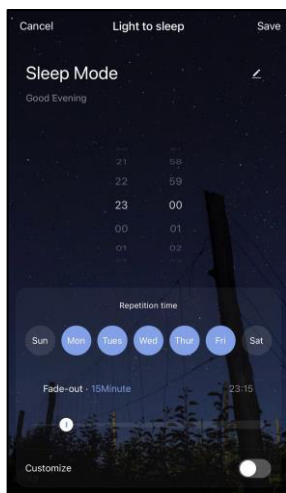 Cancel Light to sleep Save
Sleep Mode
Good Evening
21 58
22 59
23 00
00 01
01 02
Repetition time
Sun Mon Tues Wed Thur Fri Sat
Fade-out · 15Minute 23:15
Customize